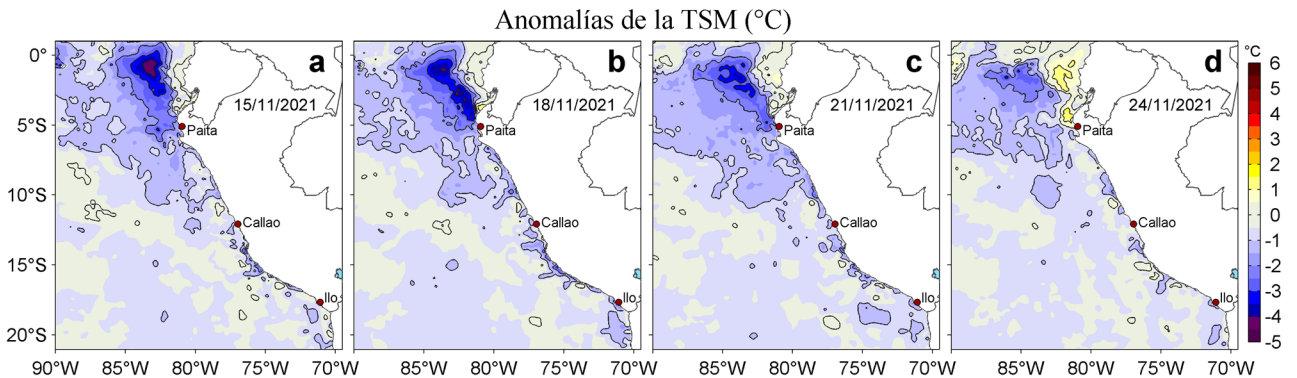 Anomalías de la TSM (°C)
a
b
c
d
°C
15/11/2021
18/11/2021
21/11/2021
24/11/2021
Paita
Paita
Paita
Paita
Callao
Callao
Callao
Callao
Ilo
Ilo
Ilo
Ilo
0°
5°S
10°S
15°S
20°S
90°W 85°W 80°W 75°W 70°W
85°W 80°W 75°W 70°W
85°W 80°W 75°W 70°W
85°W 80°W 75°W 70°W
6
5
4
3
2
1
0
-1
-2
-3
-4
-5